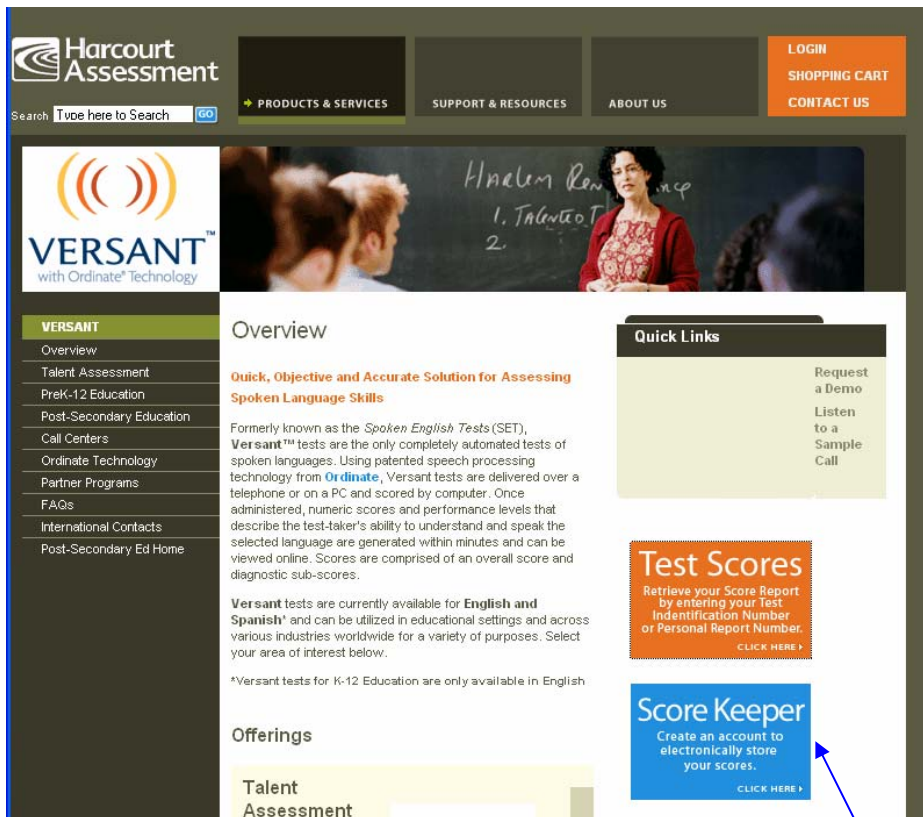 Harcourt
Assessment
Search Type here to Search GO
PRODUCTS & SERVICES
SUPPORT & RESOURCES
ABOUT US
LOGIN
SHOPPING CART
CONTACT US
VERSANT™
with Ordinate® Technology
1. Talented T
2.
VERSANT
Overview
Talent Assessment
PreK-12 Education
Post-Secondary Education
Call Centers
Ordinate Technology
Partner Programs
FAQs
International Contacts
Post-Secondary Ed Home
Overview
Quick, Objective and Accurate Solution for Assessing
Spoken Language Skills
Formerly known as the Spoken English Tests (SET),
Versant™ tests are the only completely automated tests of
spoken languages. Using patented speech processing
technology from Ordinate, Versant tests are delivered over a
telephone or on a PC and scored by computer. Once
administered, numeric scores and performance levels that
describe the test-taker's ability to understand and speak the
selected language are generated within minutes and can be
viewed online. Scores are comprised of an overall score and
diagnostic sub-scores.
Versant tests are currently available for English and
Spanish* and can be utilized in educational settings and across
various industries worldwide for a variety of purposes. Select
your area of interest below.
*Versant tests for K-12 Education are only available in English
Offerings
Talent
Assessment
Quick Links
Request
a Demo
Listen
to a
Sample
Call
Test Scores
Retrieve your Score Report
by entering your Test
Indentification Number
or Personal Report Number.
CLICK HERE
Score Keeper
Create an account to
electronically store
your scores.
CLICK HERE